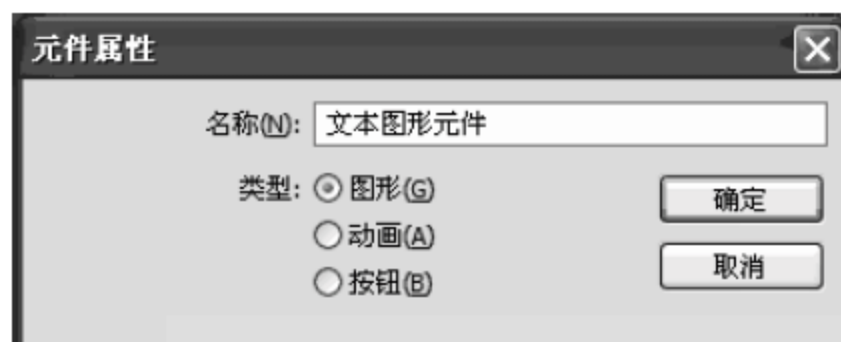 元件属性
名称(N): 文本图形元件
类型: 图形(G)
动画(A)
按钮(B)
确定
取消